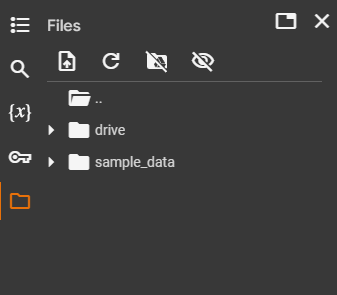 Files
..
{x}
drive
sample_data